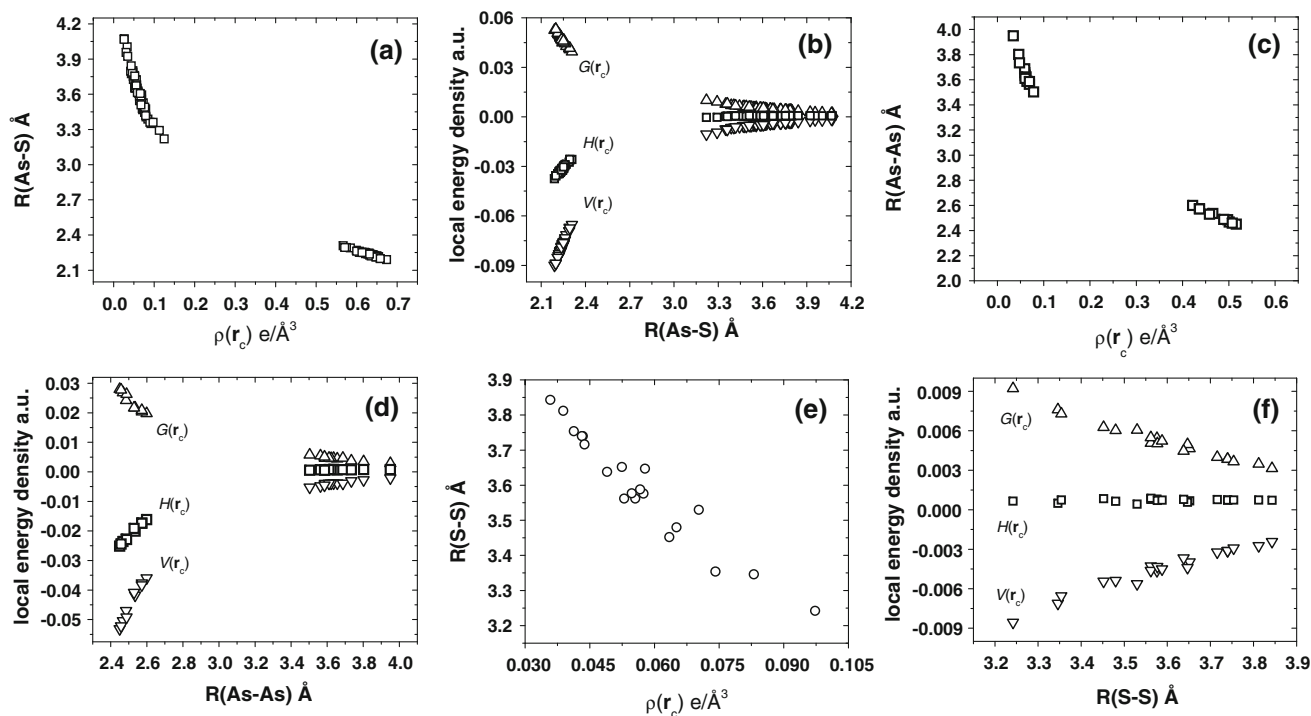 (a)
R(As-S) Å
4.2
3.9
3.6
3.3
3.0
2.7
2.4
2.1
0.0 0.1 0.2 0.3 0.4 0.5 0.6 0.7
ρ(r_c) e/Å³
(b)
local energy density a.u.
0.06
0.03
0.00
-0.03
-0.06
-0.09
G(r_c)
H(r_c)
V(r_c)
2.1 2.4 2.7 3.0 3.3 3.6 3.9 4.2
R(As-S) Å
(c)
R(As-As) Å
4.0
3.8
3.6
3.4
3.2
3.0
2.8
2.6
2.4
2.2
2.0
0.0 0.1 0.2 0.3 0.4 0.5 0.6
ρ(r_c) e/Å³
(d)
local energy density a.u.
0.03
0.02
0.01
0.00
-0.01
-0.02
-0.03
-0.04
-0.05
G(r_c)
H(r_c)
V(r_c)
2.4 2.6 2.8 3.0 3.2 3.4 3.6 3.8 4.0
R(As-As) Å
(e)
R(S-S) Å
3.9
3.8
3.7
3.6
3.5
3.4
3.3
3.2
0.030 0.045 0.060 0.075 0.090 0.105
ρ(r_c) e/Å³
(f)
local energy density a.u.
0.009
0.006
0.003
0.000
-0.003
-0.006
-0.009
G(r_c)
H(r_c)
V(r_c)
3.2 3.3 3.4 3.5 3.6 3.7 3.8 3.9
R(S-S) Å